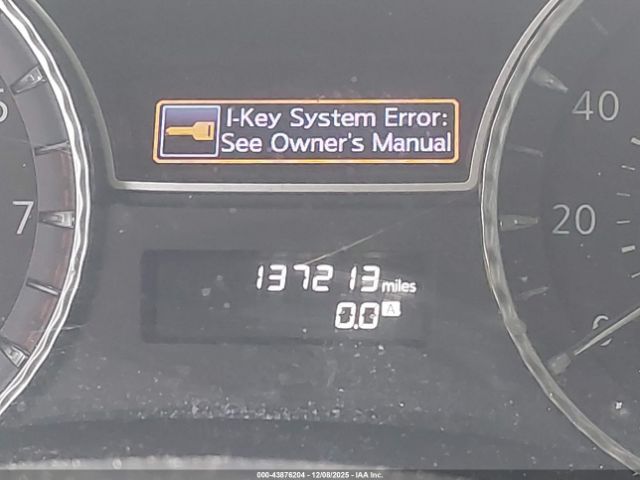 I-Key System Error:
See Owner's Manual
40
20
7
137213 miles
0.0 A
000-43876204 - 12/08/2025 - IAA Inc.